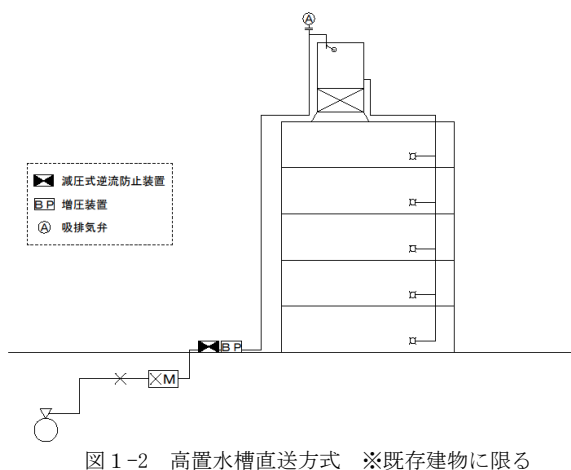 Ⓐ
減圧式逆流防止装置
BP 増圧装置
Ⓐ 吸排気弁
BP
M
図1-2 高置水槽直送方式 ※既存建物に限る